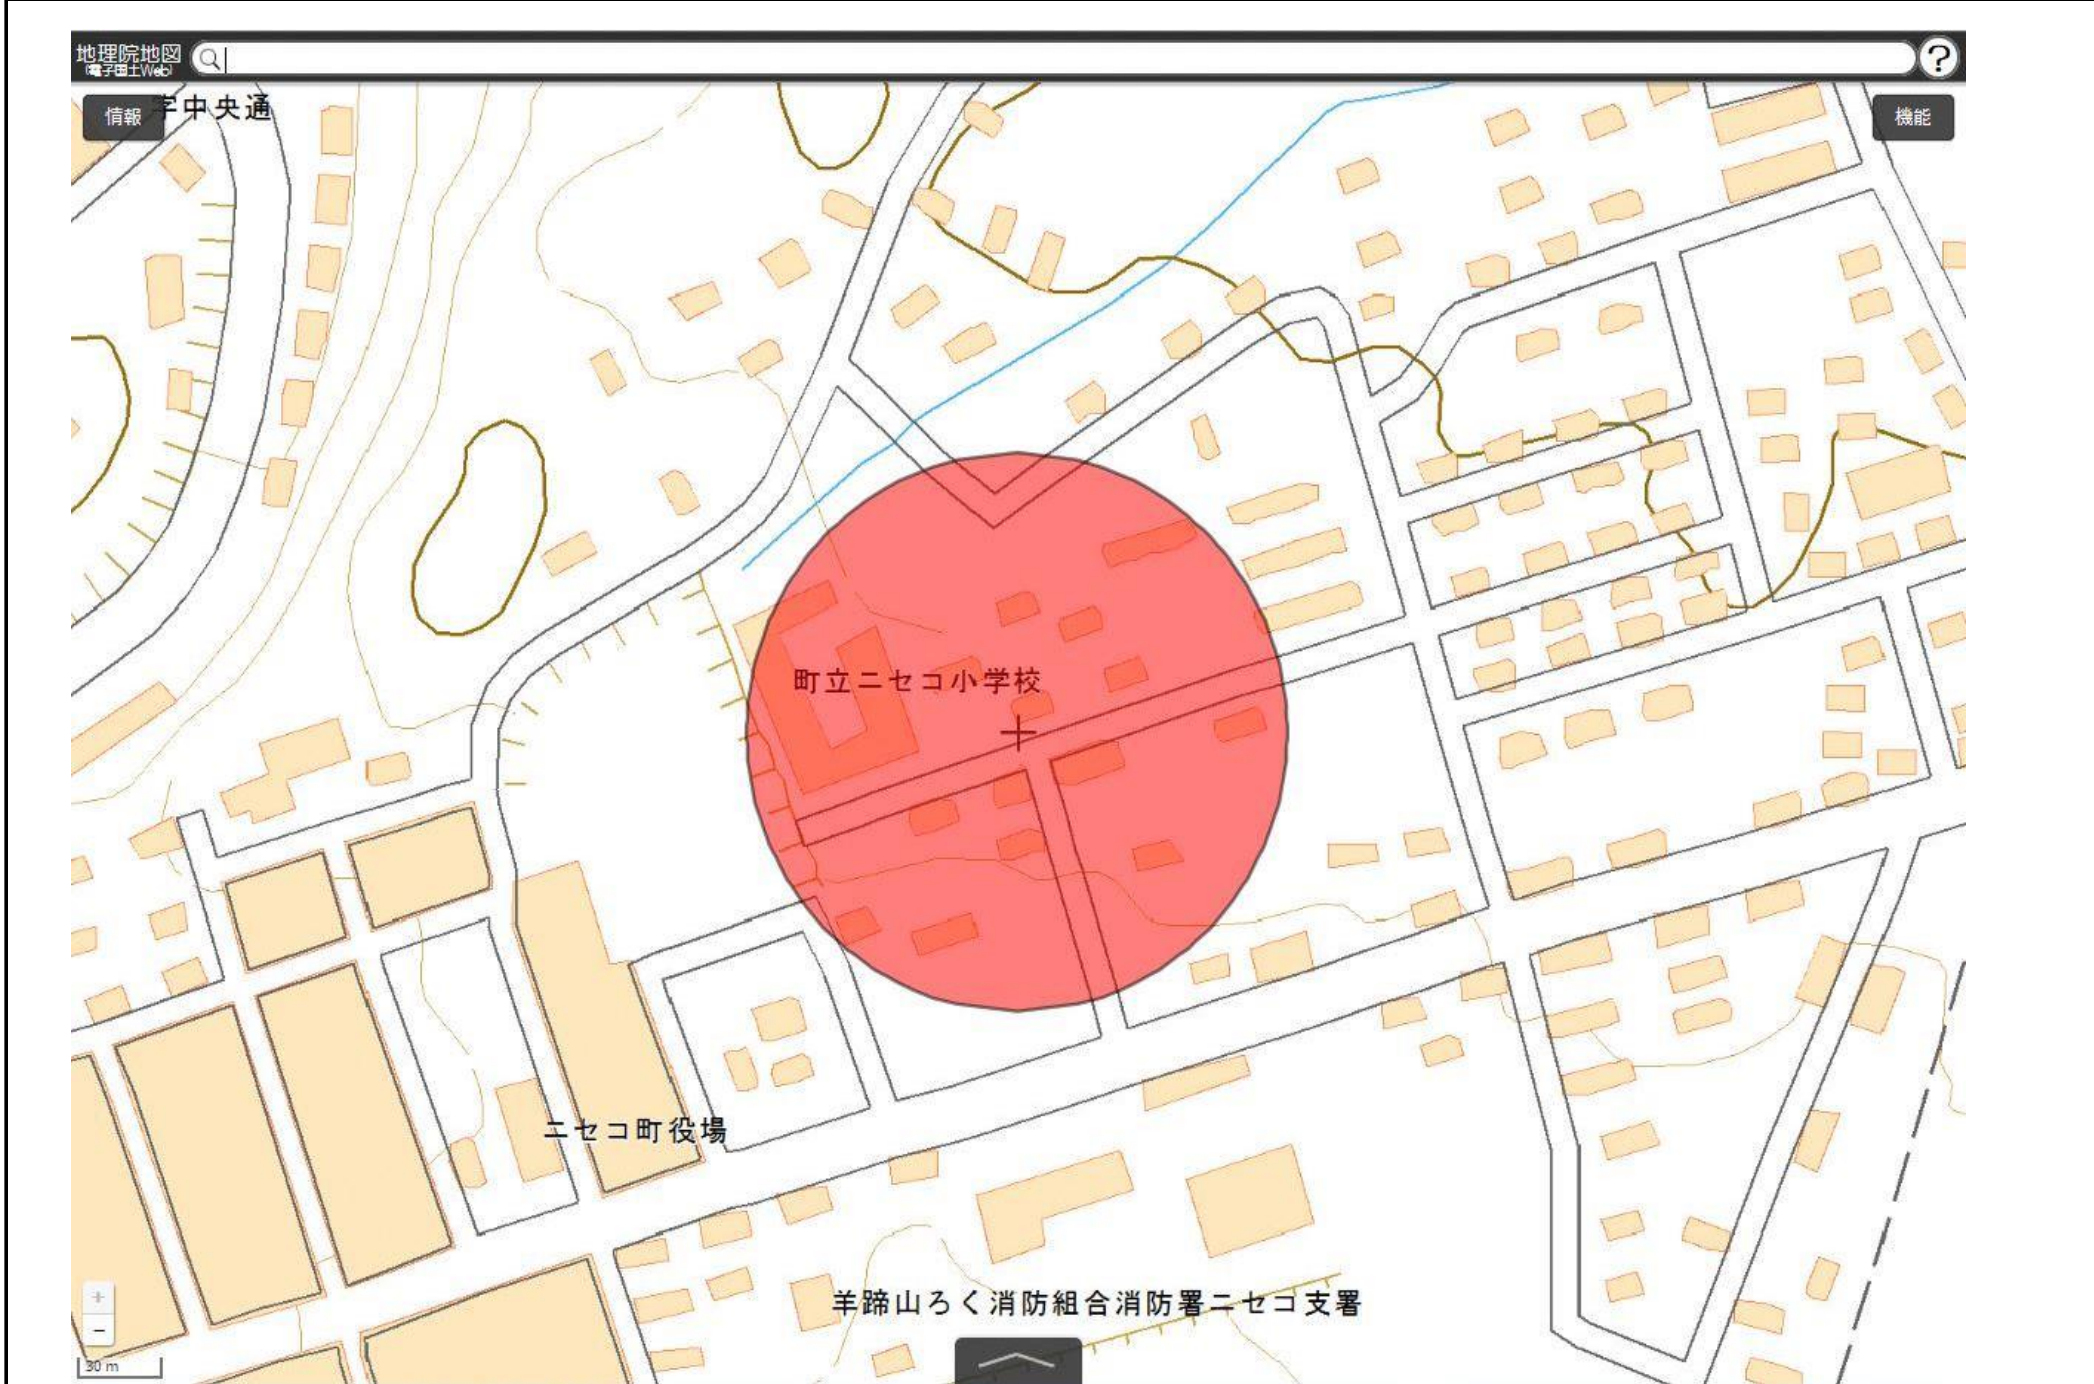 地理院地図
(電子国土Web)
?
情報
字中央通
機能
町立ニセコ小学校
ニセコ町役場
羊蹄山ろく消防組合消防署ニセコ支署
+
−
30 m